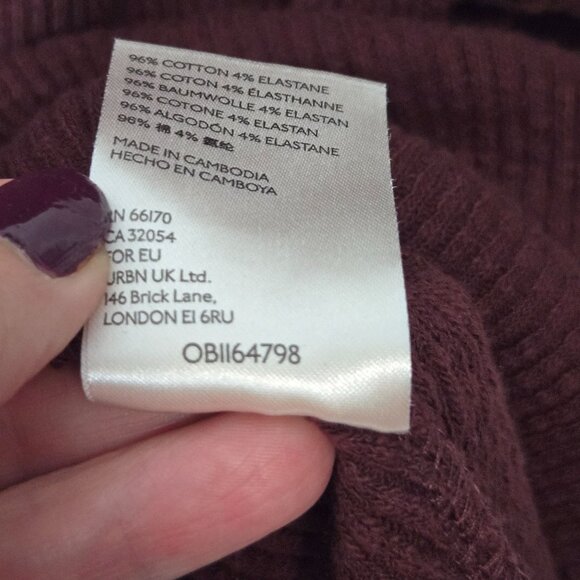 96% COTTON 4% ELASTANE
96% COTON 4% ÉLASTHANNE
96% BAUMWOLLE 4% ELASTAN
96% COTONE 4% ELASTAN
96% ALGODÓN 4% ELASTANE
96% 棉 4% 氨纶
MADE IN CAMBODIA
HECHO EN CAMBOYA
RN 66170
CA 32054
FOR EU
URBN UK Ltd.
146 Brick Lane,
LONDON E1 6RU
OB1164798